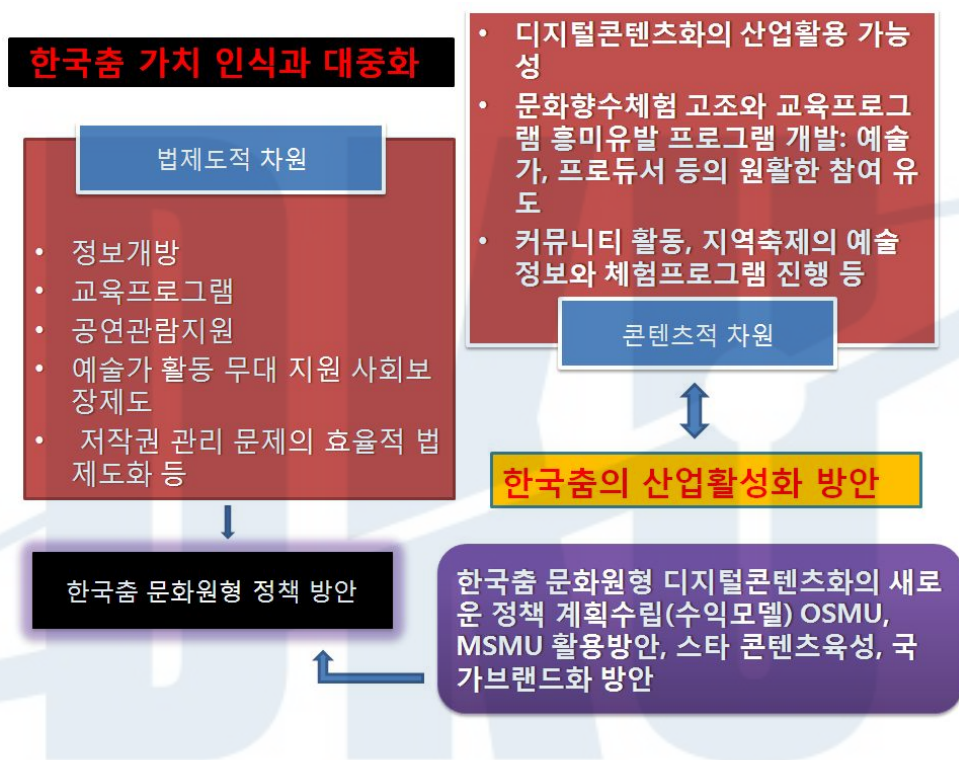 한국춤 가치 인식과 대중화
법제도적 차원
• 정보개방
• 교육프로그램
• 공연관람지원
• 예술가 활동 무대 지원 사회보
장제도
• 저작권 관리 문제의 효율적 법
제도화 등
한국춤 문화원형 정책 방안
• 디지털콘텐츠화의 산업활용 가능
성
• 문화향수체험 고조와 교육프로그
램 흥미유발 프로그램 개발: 예술
가, 프로듀서 등의 원활한 참여 유
도
• 커뮤니티 활동, 지역축제의 예술
정보와 체험프로그램 진행 등
콘텐츠적 차원
한국춤의 산업활성화 방안
한국춤 문화원형 디지털콘텐츠화의 새로
운 정책 계획수립(수익모델) OSMU,
MSMU 활용방안, 스타 콘텐츠육성, 국
가브랜드화 방안
DKU